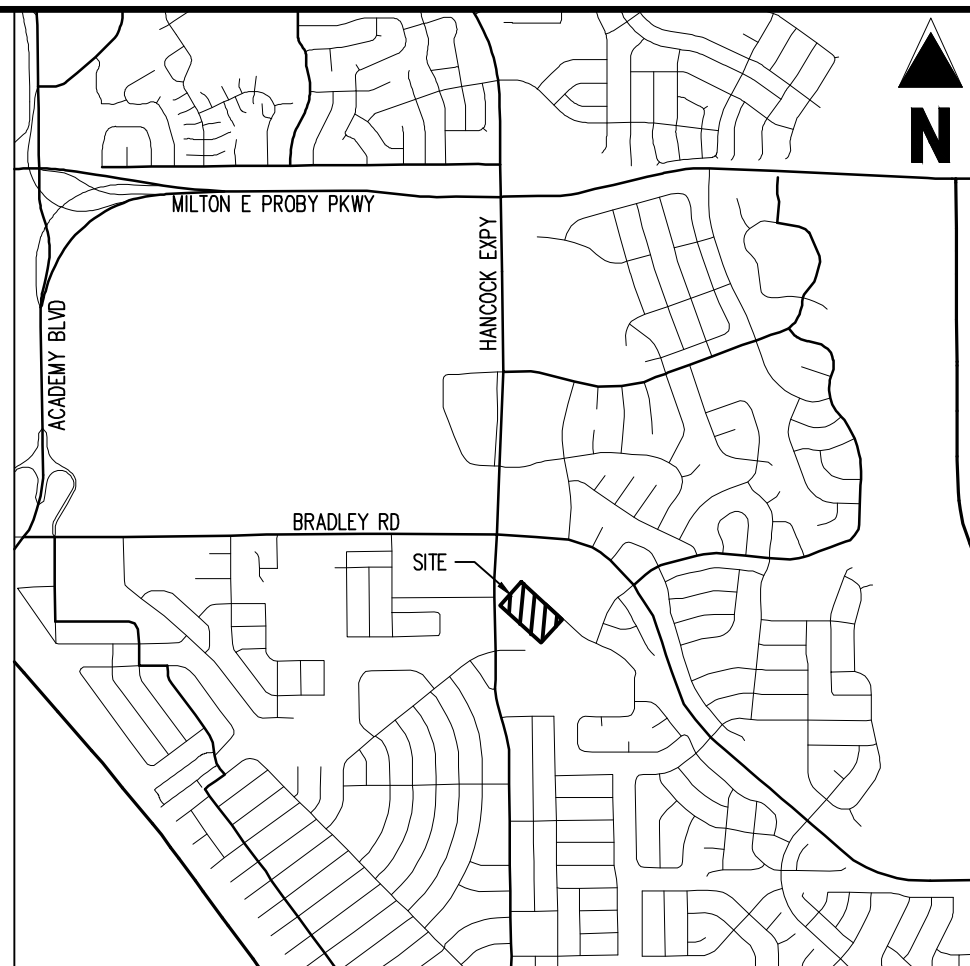 N
MILTON E PROBY PKWY
HANCOCK EXPY
ACADEMY BLVD
BRADLEY RD
SITE